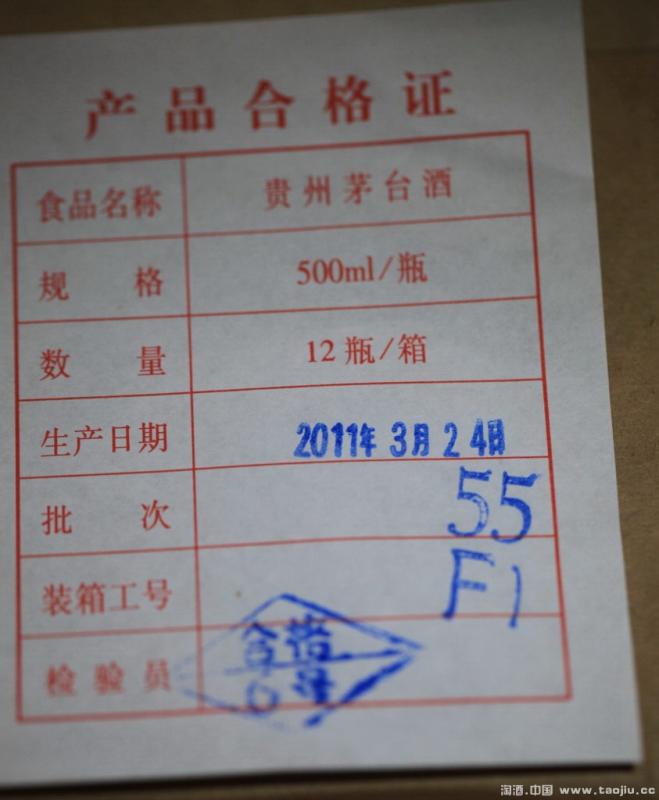 产品合格证
食品名称 贵州茅台酒
规 格 500ml/瓶
数 量 12瓶/箱
生产日期 2011年3月24日
批 次 55
装箱工号 F1
检验员
合格
淘酒.中国 www.taojiu.cc